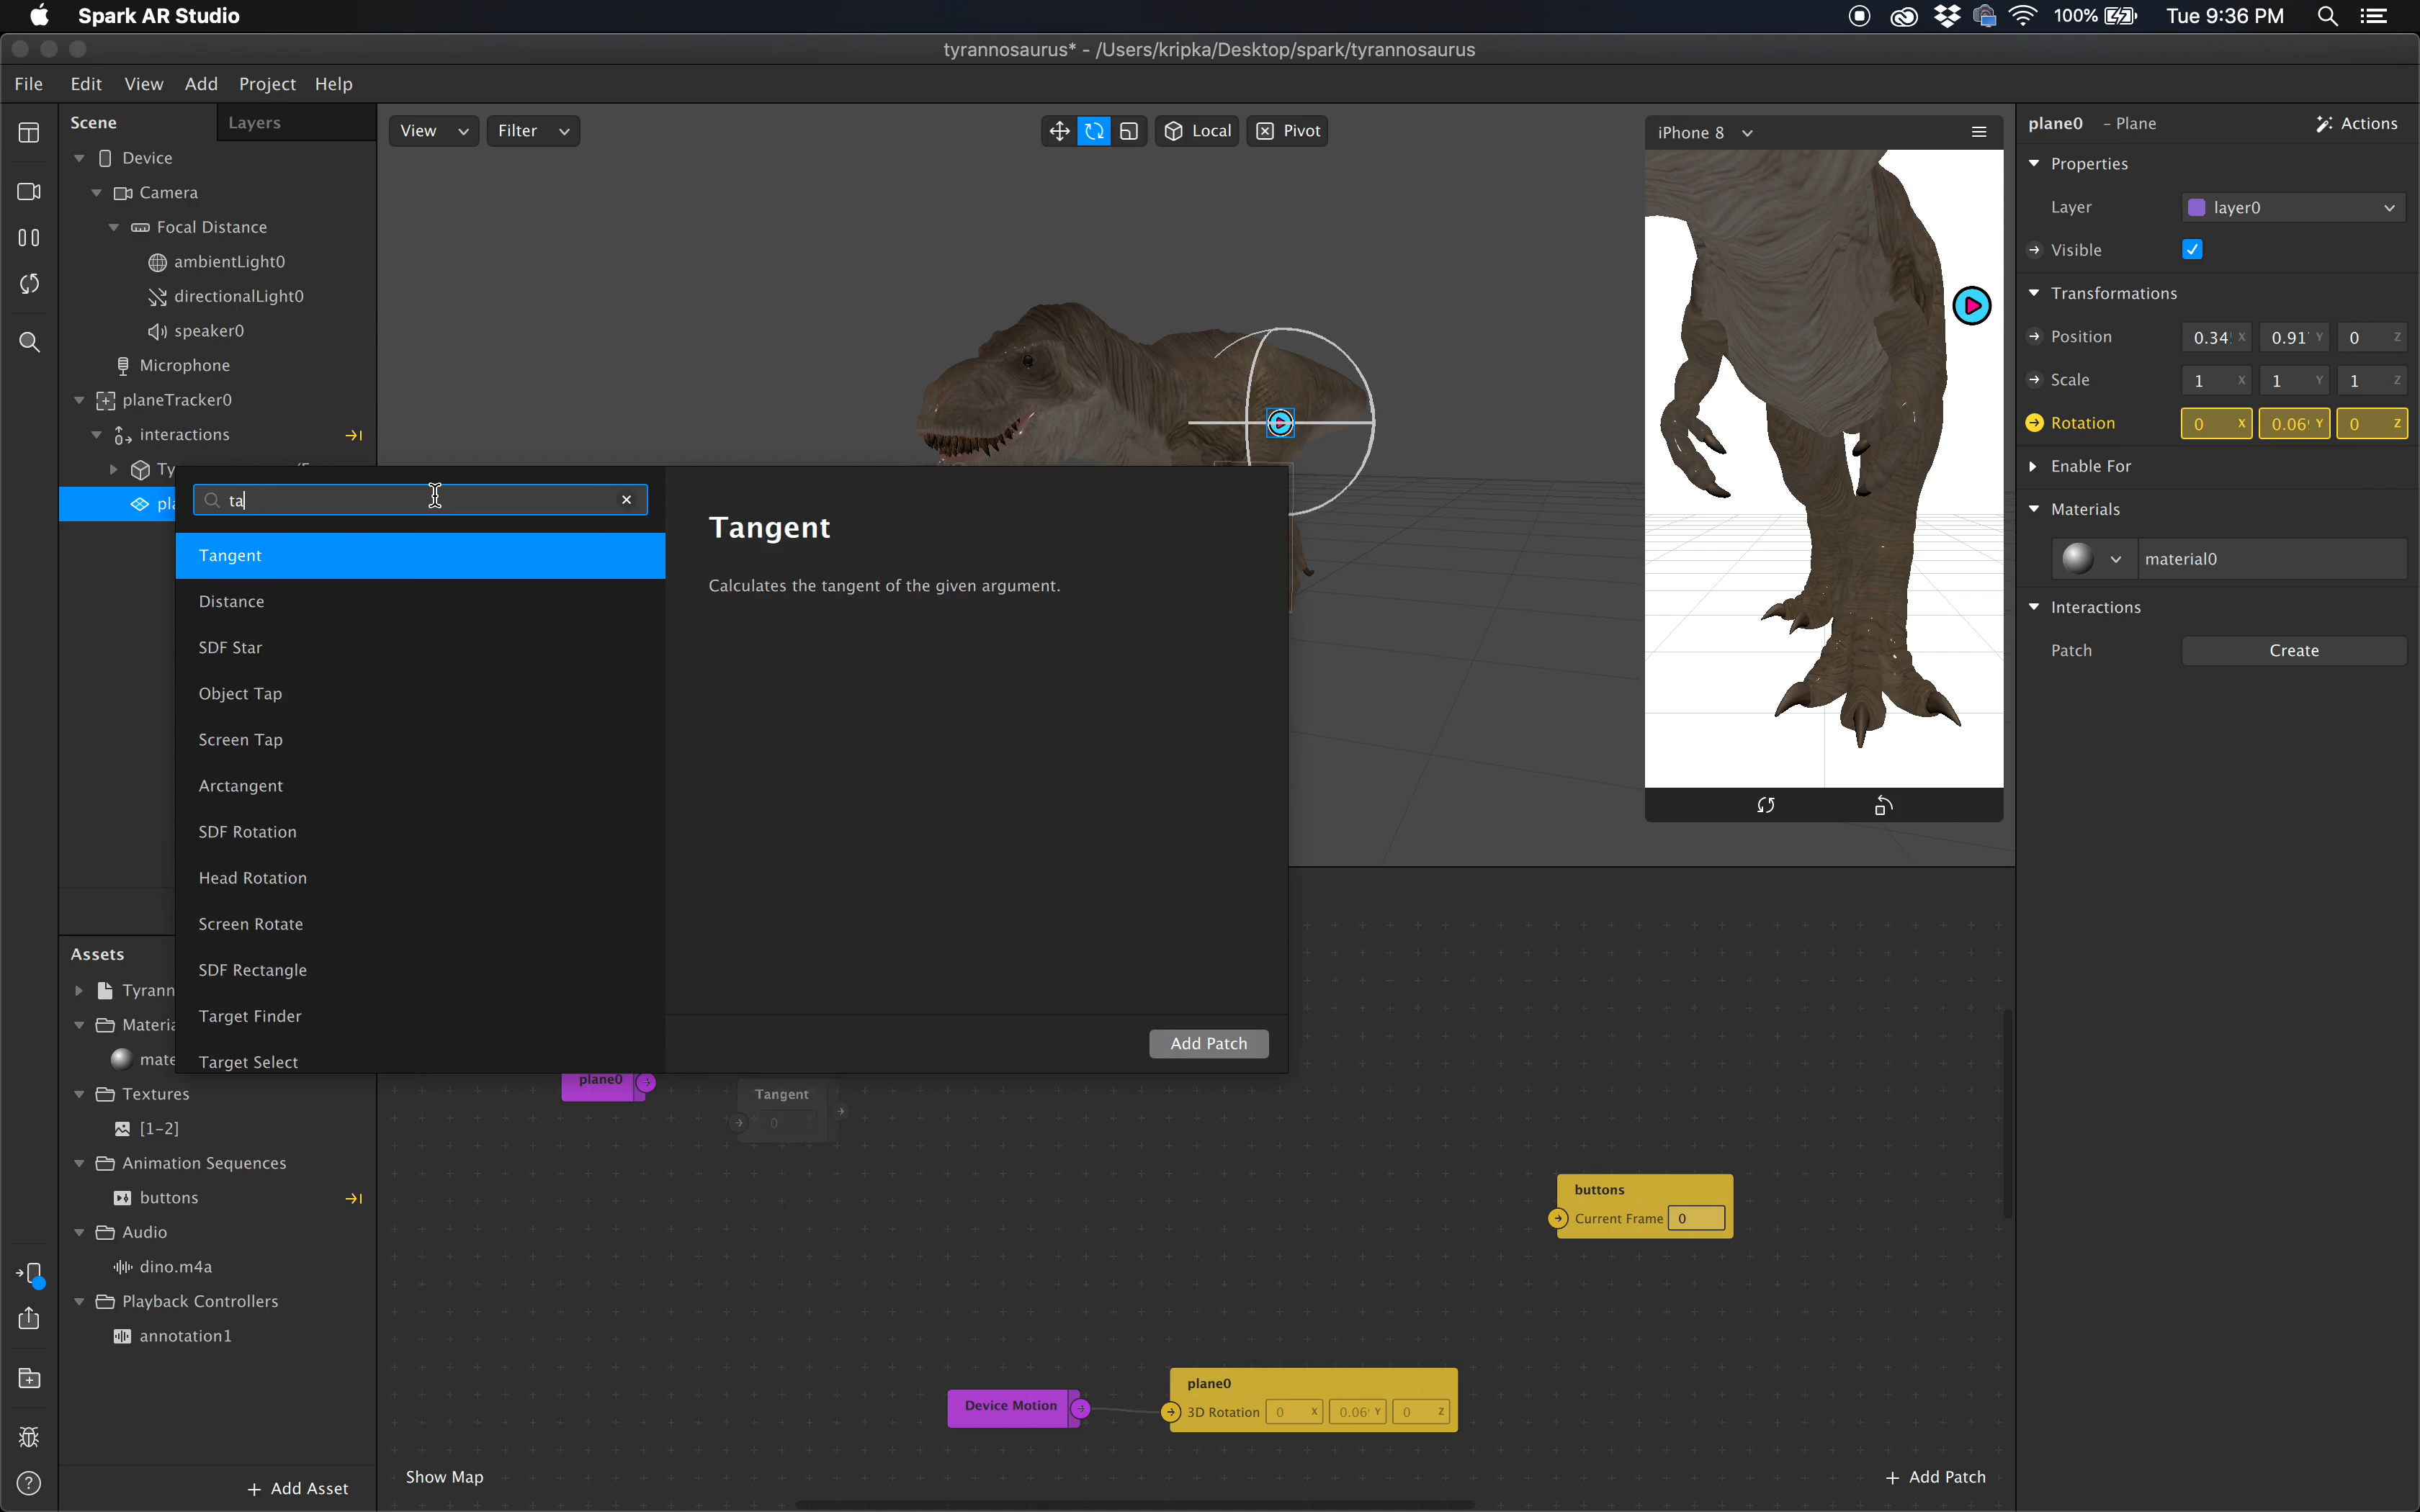 Spark AR Studio
100%
Tue 9:36 PM
tyrannosaurus* - /Users/kripka/Desktop/spark/tyrannosaurus
File Edit View Add Project Help
Scene Layers
Device
Camera
Focal Distance
ambientLight0
directionalLight0
speaker0
Microphone
planeTracker0
interactions
View Filter
Local Pivot
iPhone 8
ta
Tangent
Distance
SDF Star
Object Tap
Screen Tap
Arctangent
SDF Rotation
Head Rotation
Screen Rotate
SDF Rectangle
Target Finder
Target Select
Tangent
Calculates the tangent of the given argument.
Add Patch
plane0 - Plane Actions
Properties
Layer layer0
Visible
Transformations
Position 0.34 X 0.91 Y 0 Z
Scale 1 X 1 Y 1 Z
Rotation 0 X 0.06 Y 0 Z
Enable For
Materials
material0
Interactions
Patch Create
Assets
Tyrann
Materia
mate
Textures
[1-2]
Animation Sequences
buttons
Audio
dino.m4a
Playback Controllers
annotation1
+ Add Asset
plane0
Tangent
0
buttons
Current Frame 0
Device Motion
plane0
3D Rotation 0 X 0.06 Y 0 Z
Show Map
+ Add Patch